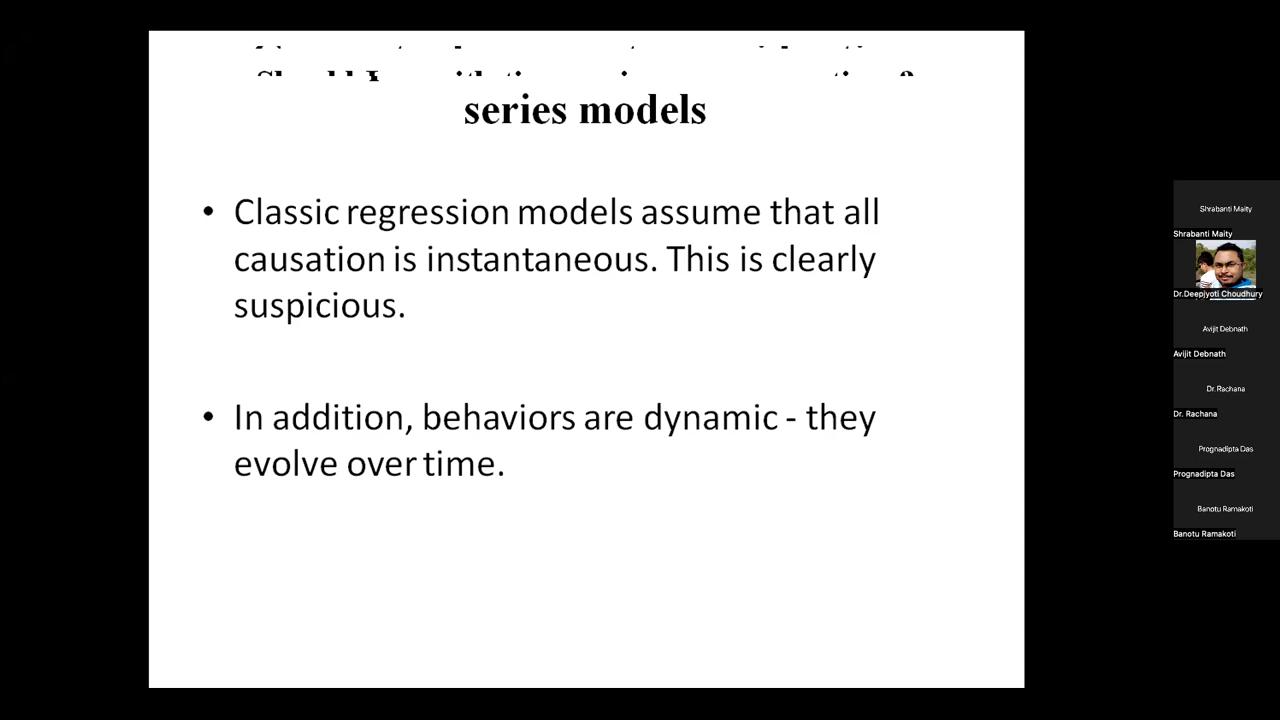 series models
• Classic regression models assume that all
causation is instantaneous. This is clearly
suspicious.
• In addition, behaviors are dynamic - they
evolve over time.
Shrabanti Maity
Shrabanti Maity
Dr.Deepjyoti Choudhury
Avijit Debnath
Avijit Debnath
Dr. Rachana
Dr. Rachana
Prognadipta Das
Prognadipta Das
Banotu Ramakoti
Banotu Ramakoti